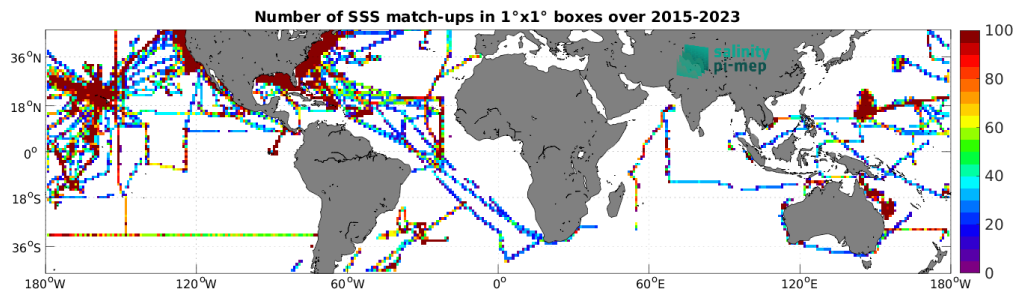 Number of SSS match-ups in 1°x1° boxes over 2015-2023
salinity
pi-mep
36°N
18°N
0°
18°S
36°S
180°W
120°W
60°W
0°
60°E
120°E
180°W
100
80
60
40
20
0